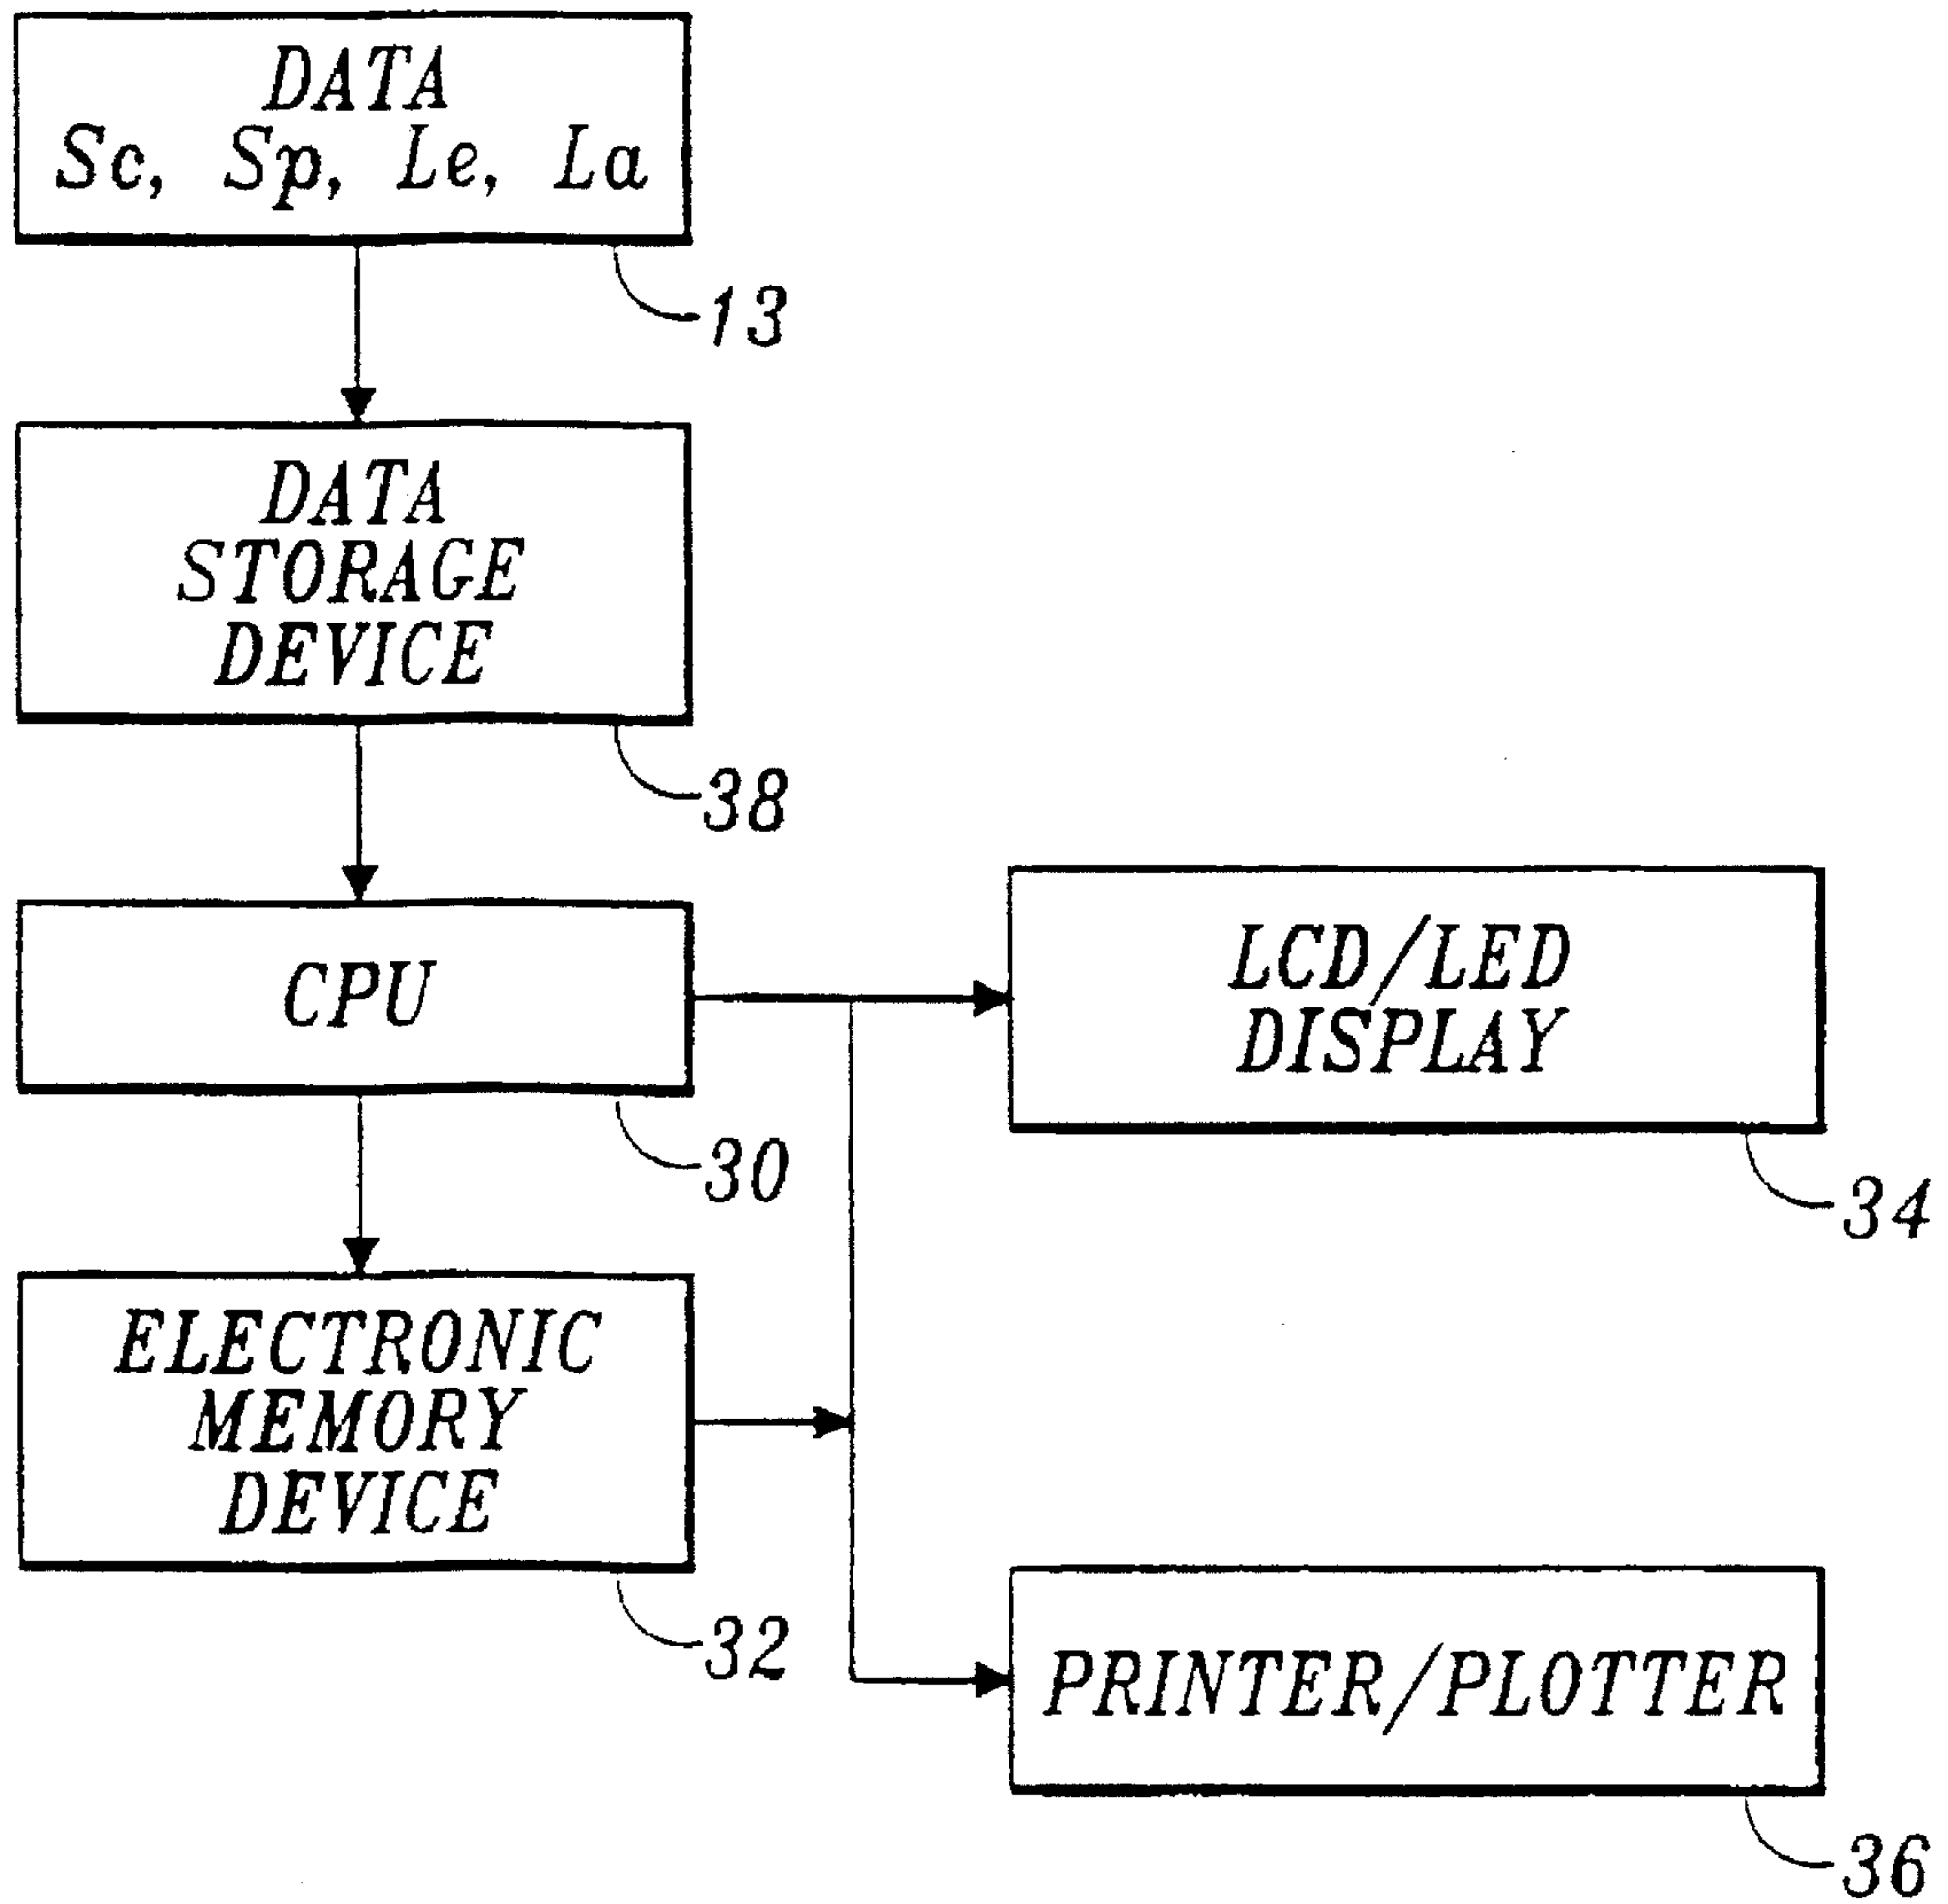 DATA
Sc, Sp, Le, La
13
DATA
STORAGE
DEVICE
38
CPU
30
LCD/LED
DISPLAY
34
ELECTRONIC
MEMORY
DEVICE
32
PRINTER/PLOTTER
36